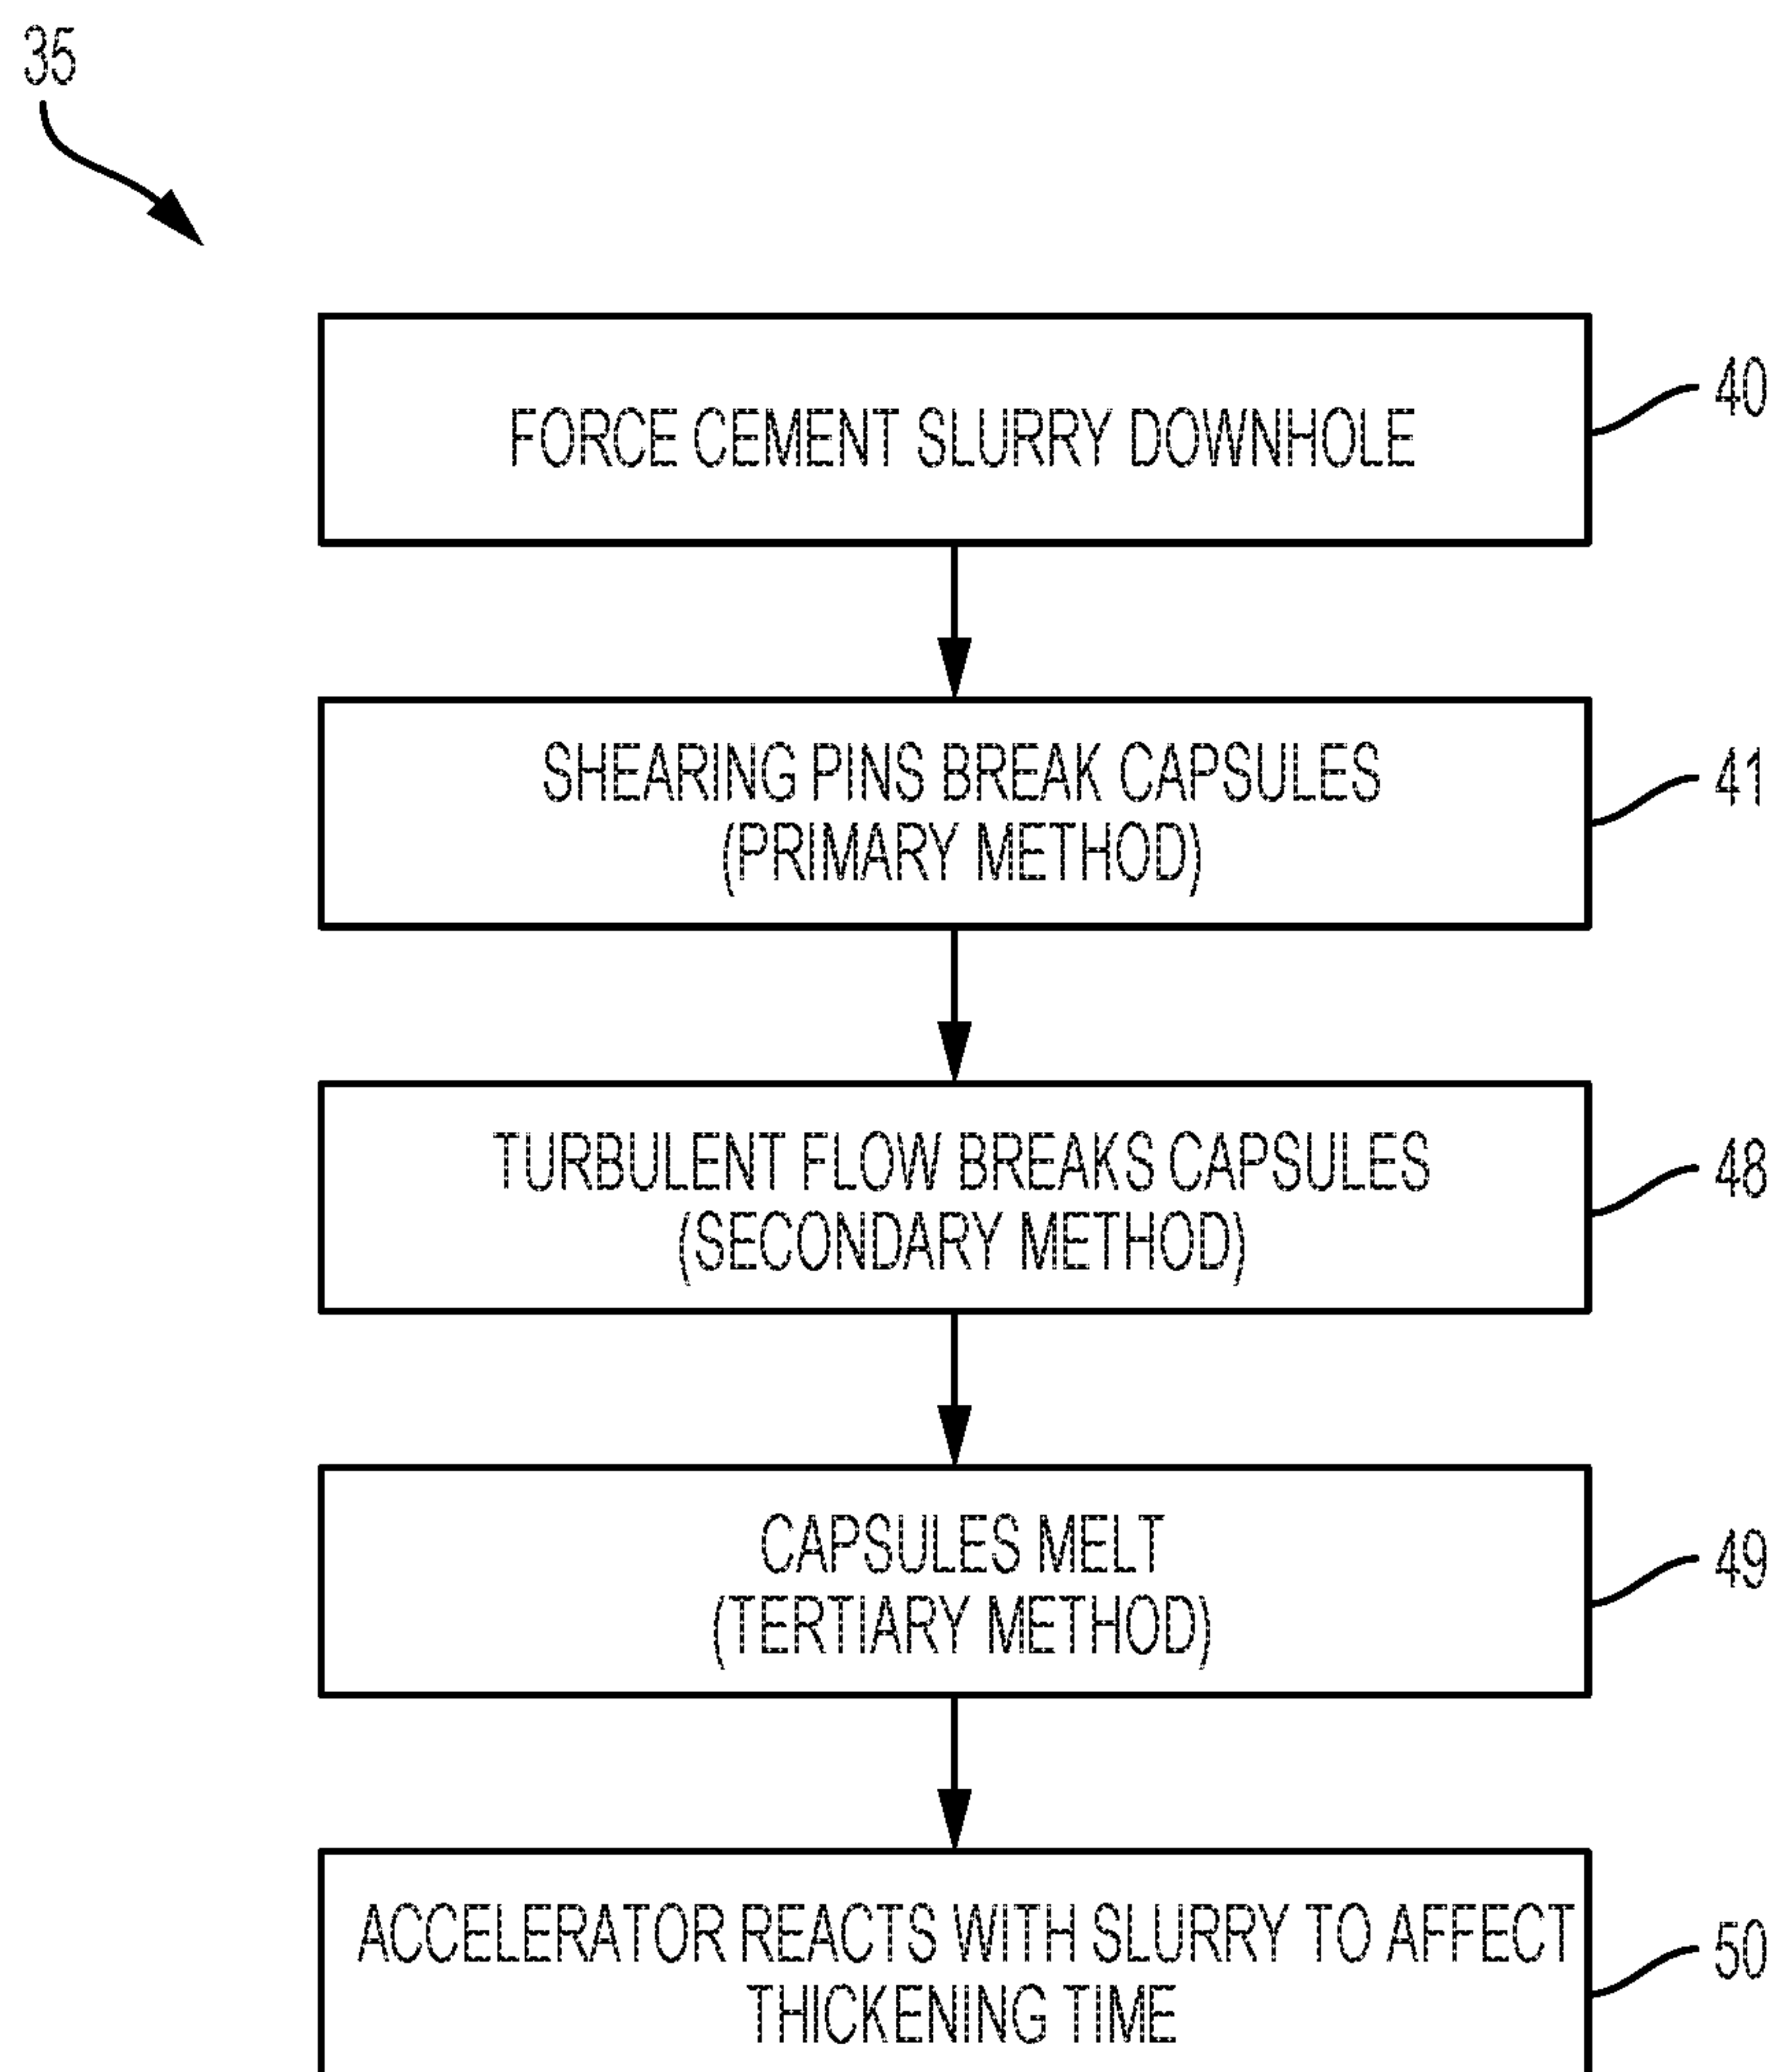 35
FORCE CEMENT SLURRY DOWNHOLE
40
SHEARING PINS BREAK CAPSULES
(PRIMARY METHOD)
41
TURBULENT FLOW BREAKS CAPSULES
(SECONDARY METHOD)
48
CAPSULES MELT
(TERTIARY METHOD)
49
ACCELERATOR REACTS WITH SLURRY TO AFFECT
THICKENING TIME
50